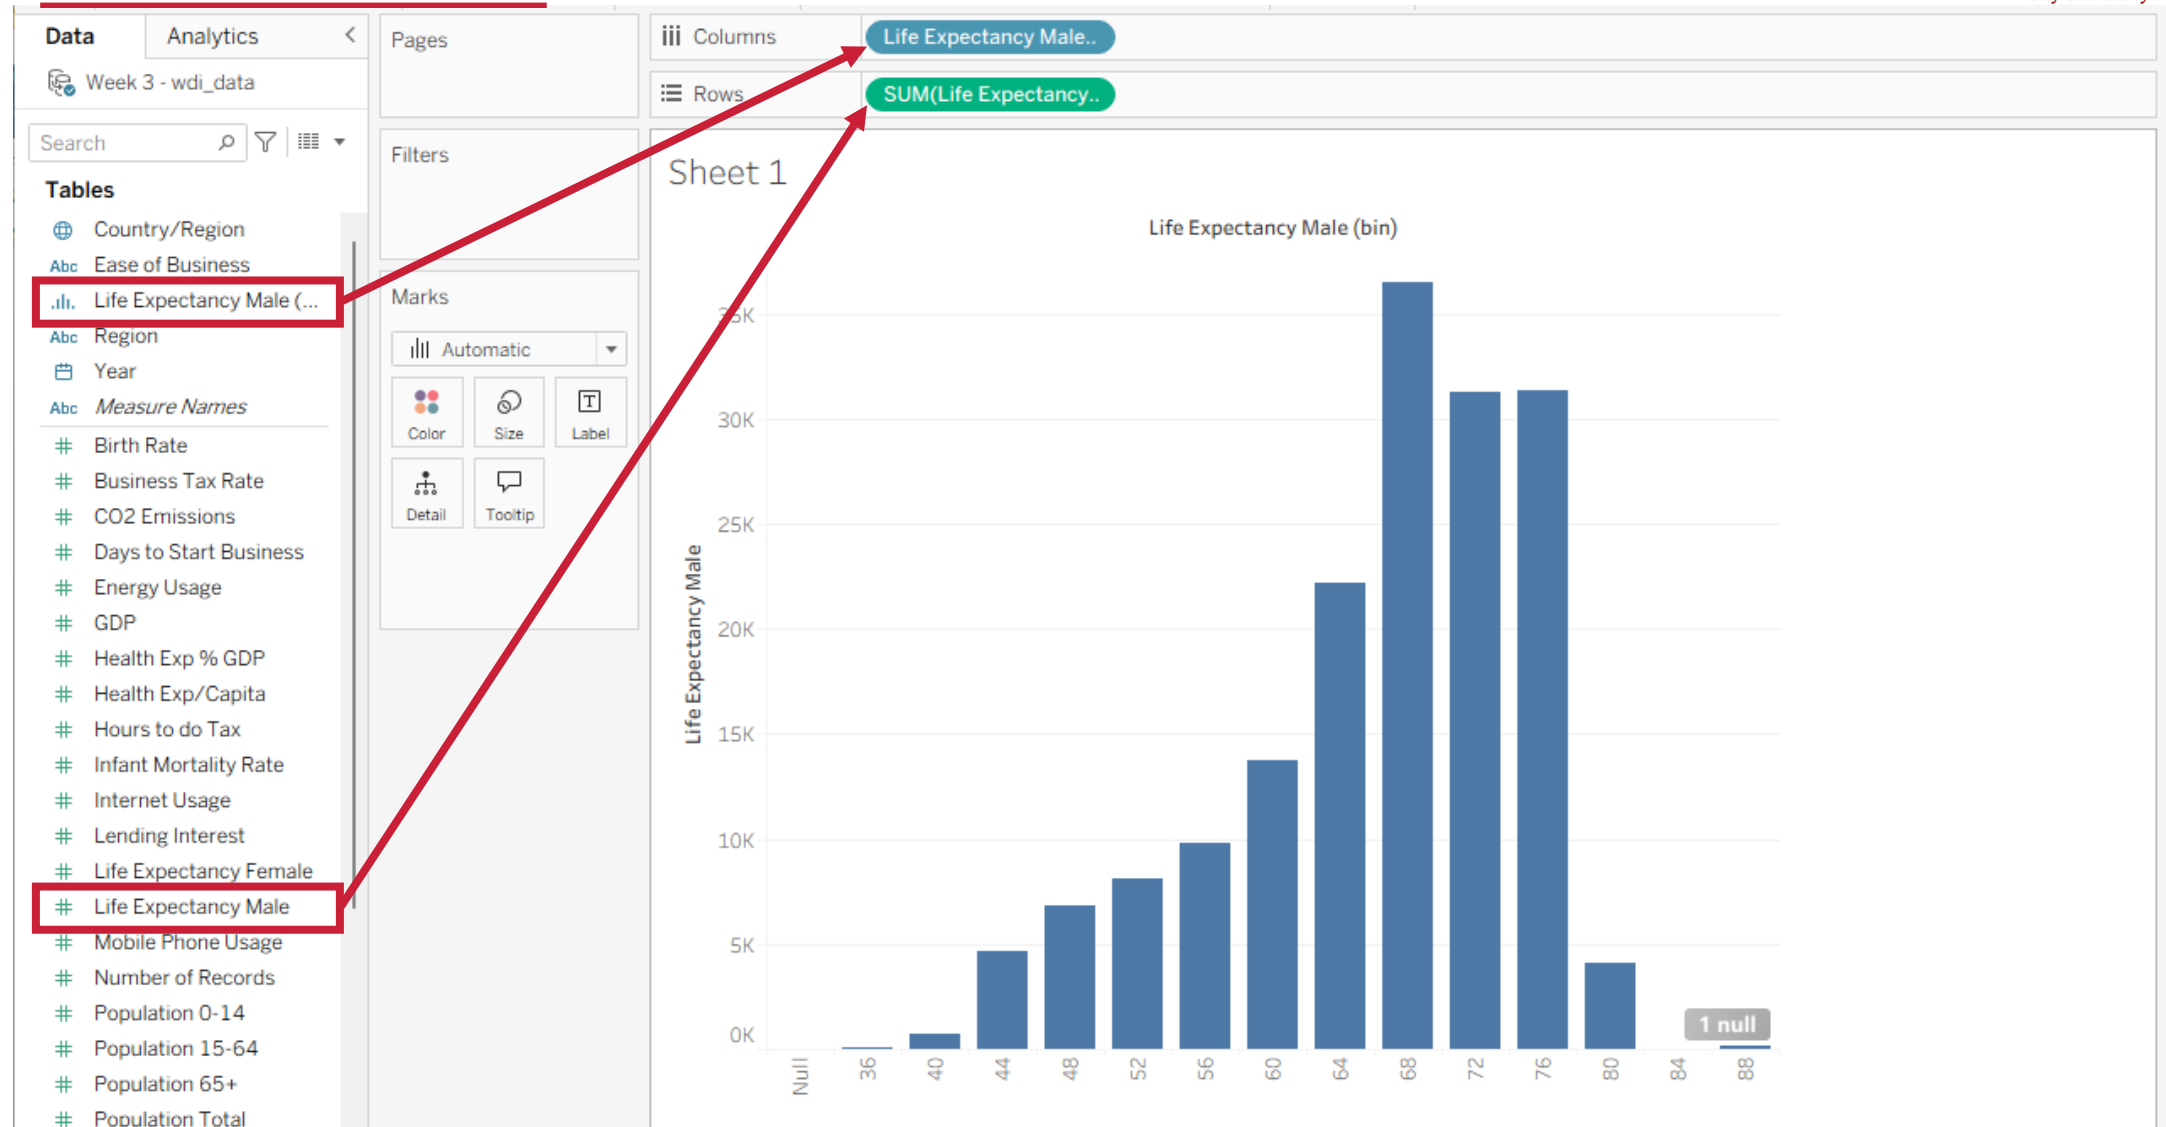 Data
Analytics
Week 3 - wdi_data
Search
Tables
Country/Region
Abc Ease of Business
Life Expectancy Male (...
Abc Region
Year
Abc Measure Names
Birth Rate
Business Tax Rate
CO2 Emissions
Days to Start Business
Energy Usage
GDP
Health Exp % GDP
Health Exp/Capita
Hours to do Tax
Infant Mortality Rate
Internet Usage
Lending Interest
Life Expectancy Female
Life Expectancy Male
Mobile Phone Usage
Number of Records
Population 0-14
Population 15-64
Population 65+
Population Total
Pages
Filters
Marks
Automatic
Color
Size
Label
Detail
Tooltip
Columns
Life Expectancy Male..
Rows
SUM(Life Expectancy..
Sheet 1
Life Expectancy Male (bin)
Life Expectancy Male
35K
30K
25K
20K
15K
10K
5K
0K
1 null
Null
36
40
44
48
52
56
60
64
68
72
76
80
84
88